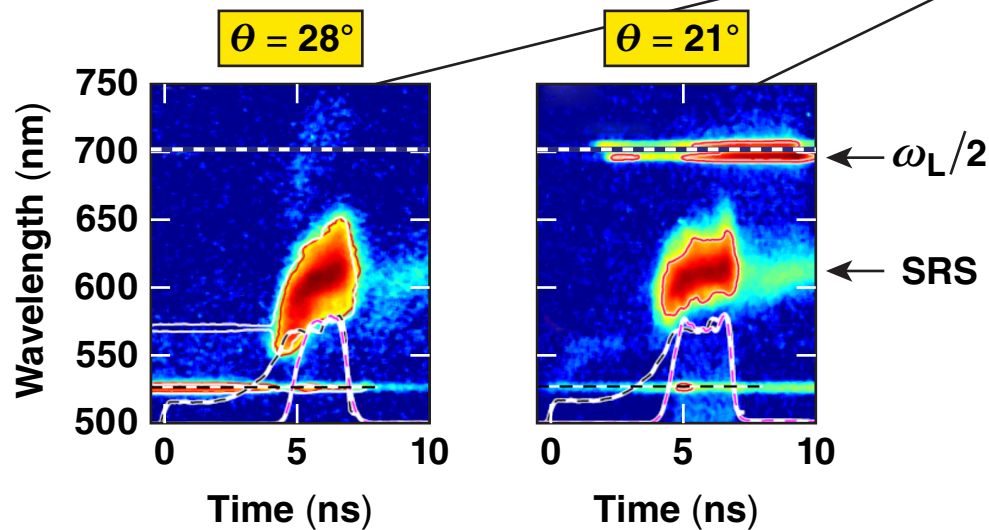 θ = 28°
θ = 21°
Wavelength (nm)
750
700
650
600
550
500
ω_L/2
SRS
0 5 10
0 5 10
Time (ns)
Time (ns)